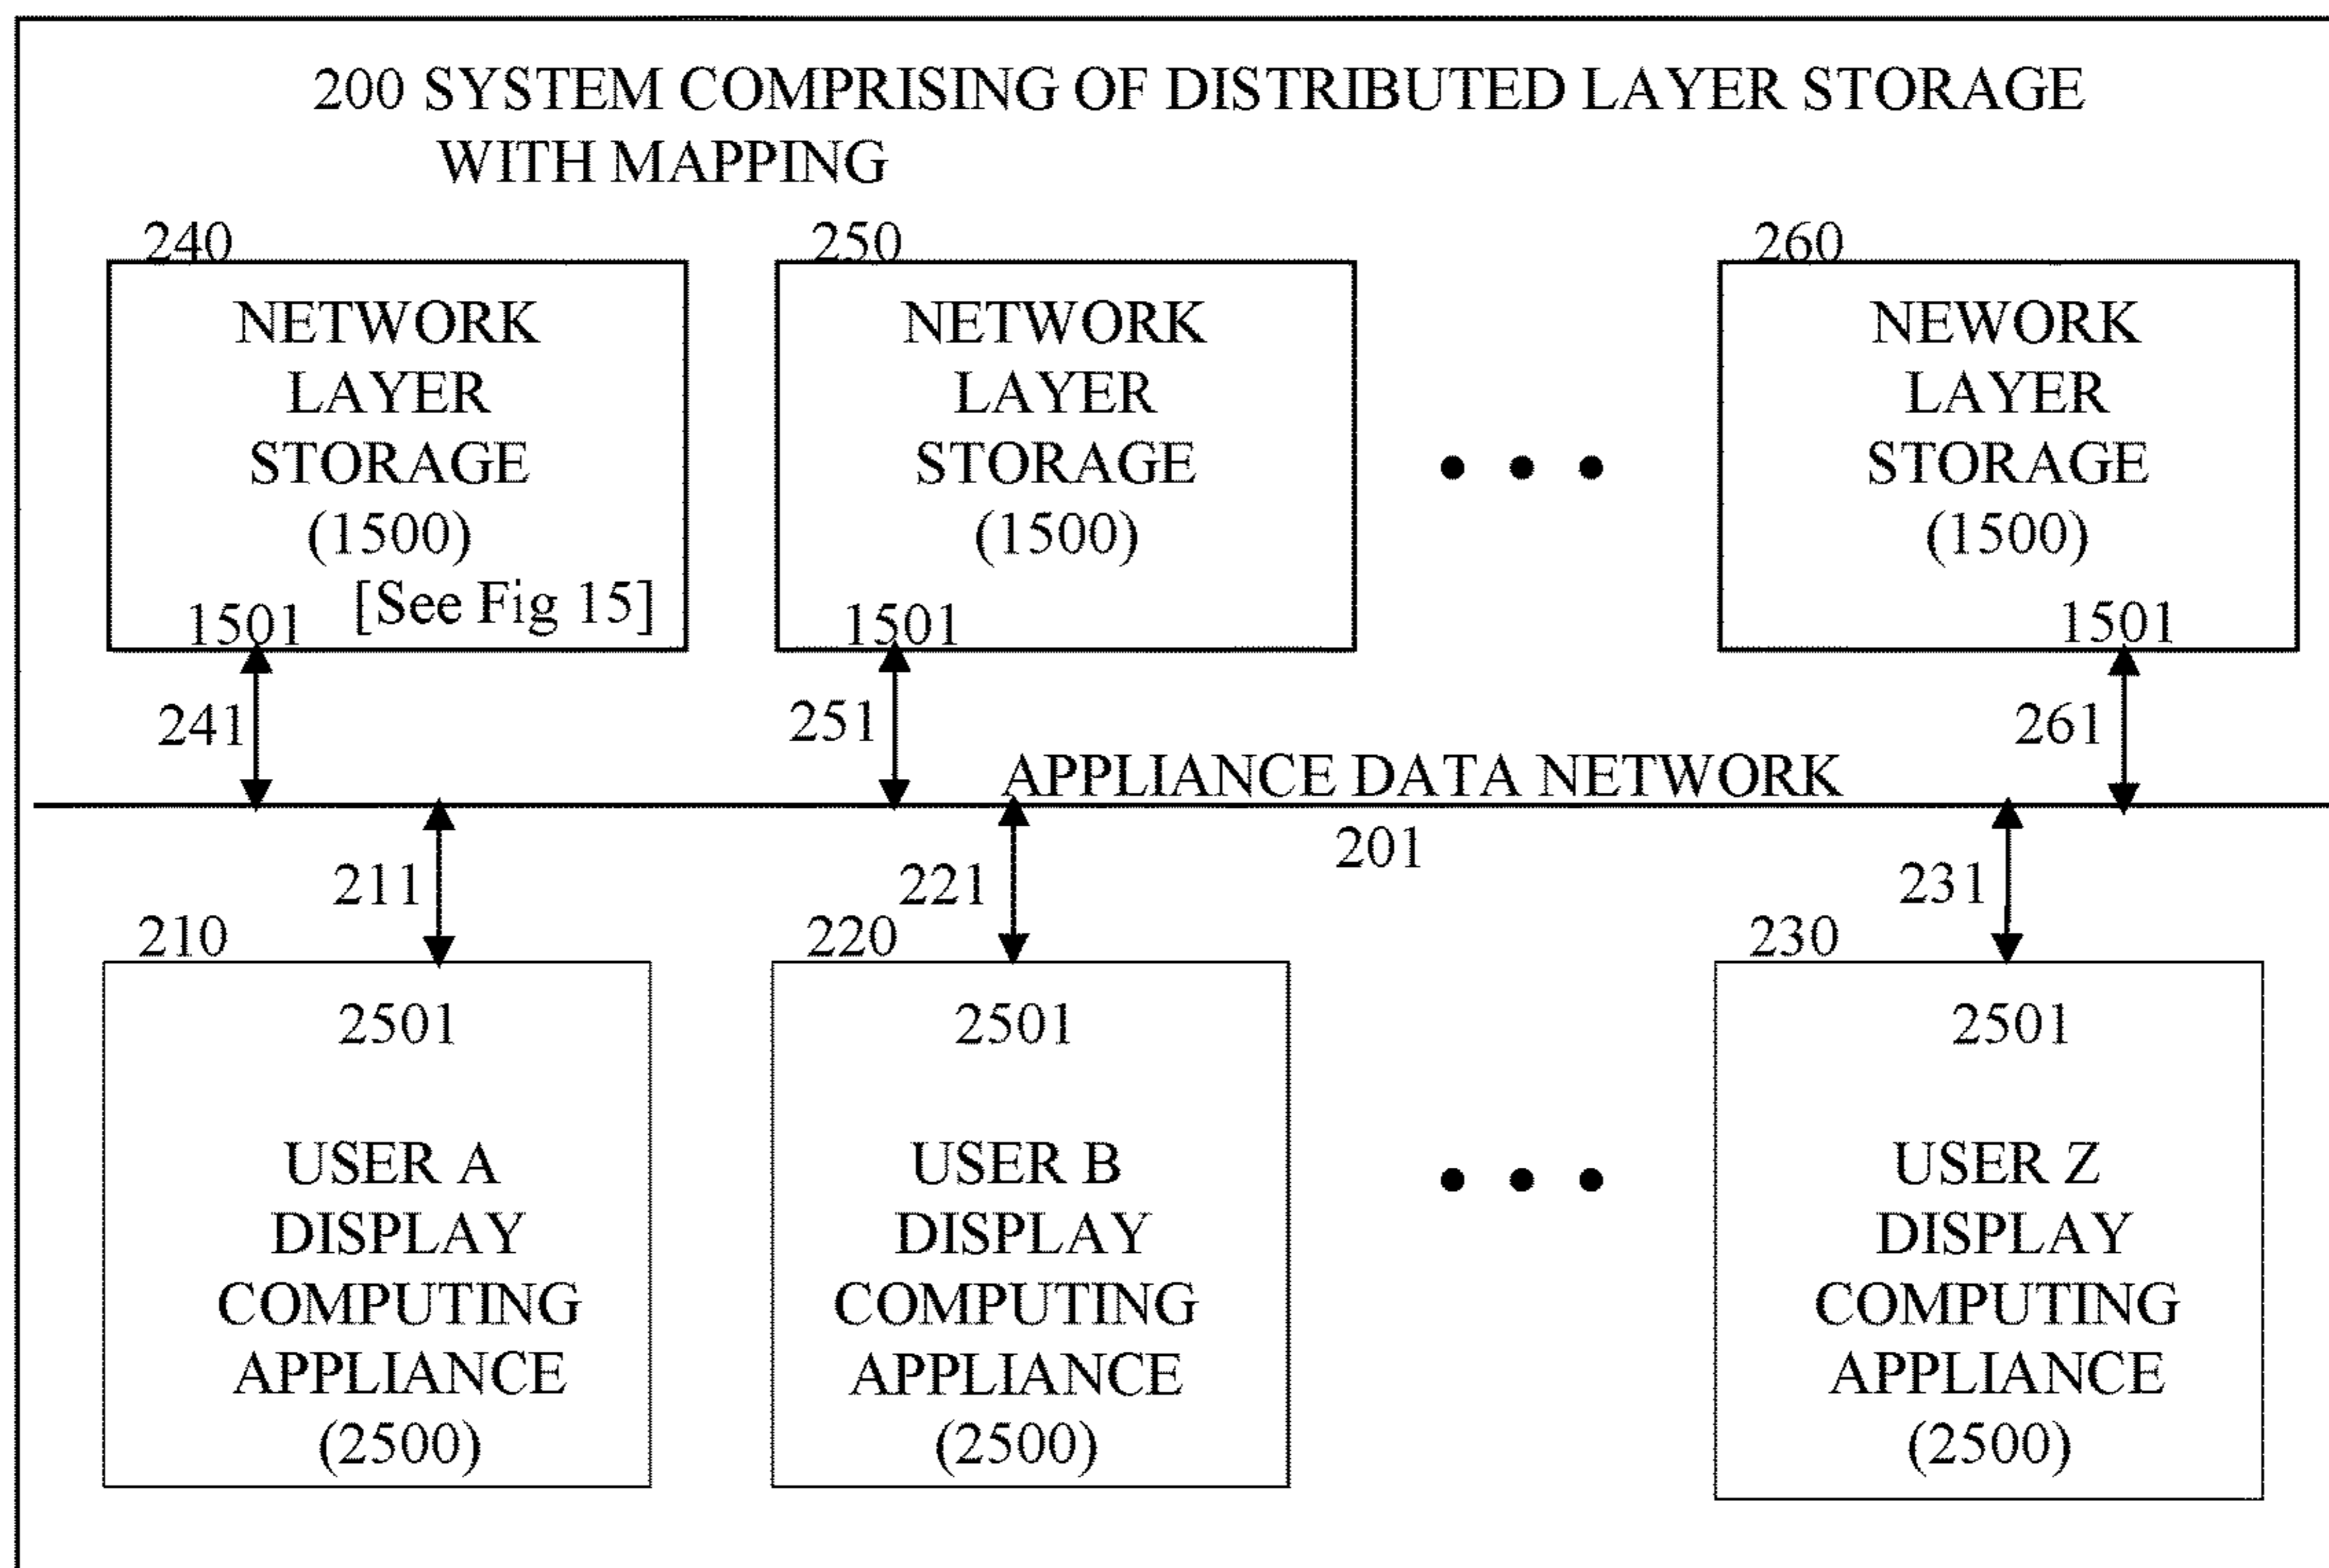 200 SYSTEM COMPRISING OF DISTRIBUTED LAYER STORAGE
WITH MAPPING
240
NETWORK
LAYER
STORAGE
(1500)
[See Fig 15]
1501
250
NETWORK
LAYER
STORAGE
(1500)
1501
260
NEWORK
LAYER
STORAGE
(1500)
1501
241
251
261
APPLIANCE DATA NETWORK
201
211
221
231
210
2501
USER A
DISPLAY
COMPUTING
APPLIANCE
(2500)
220
2501
USER B
DISPLAY
COMPUTING
APPLIANCE
(2500)
230
2501
USER Z
DISPLAY
COMPUTING
APPLIANCE
(2500)